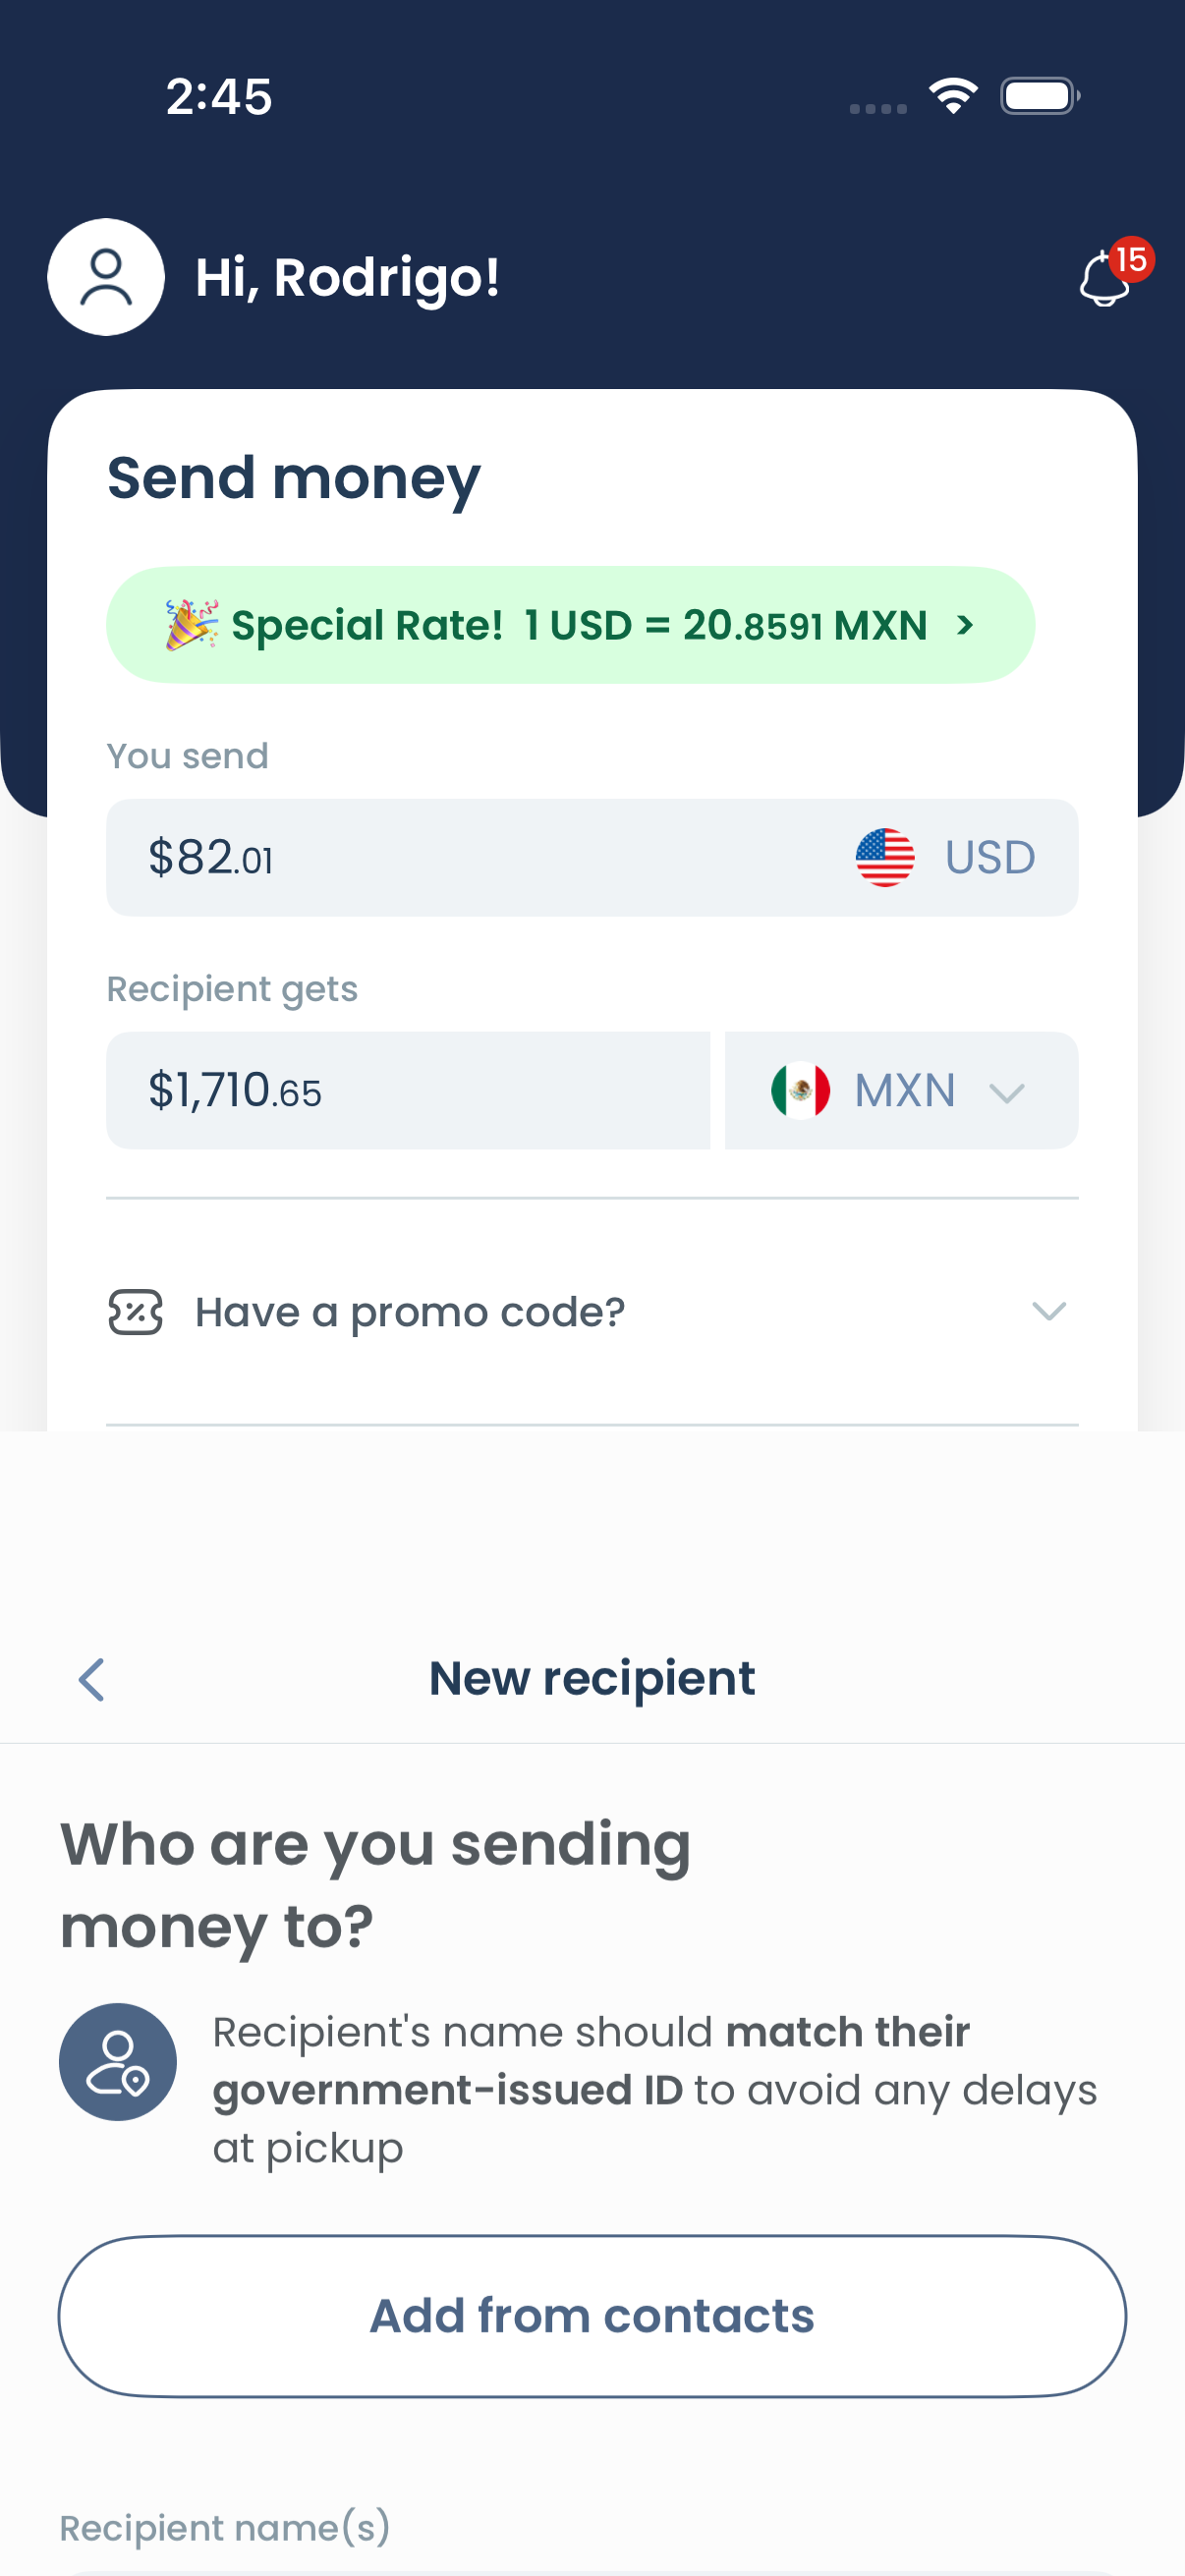 2:45
Hi, Rodrigo!
15
Send money
🎉 Special Rate! 1 USD = 20.8591 MXN >
You send
$82.01 USD
Recipient gets
$1,710.65 MXN
Have a promo code?
New recipient
Who are you sending
money to?
Recipient's name should match their
government-issued ID to avoid any delays
at pickup
Add from contacts
Recipient name(s)